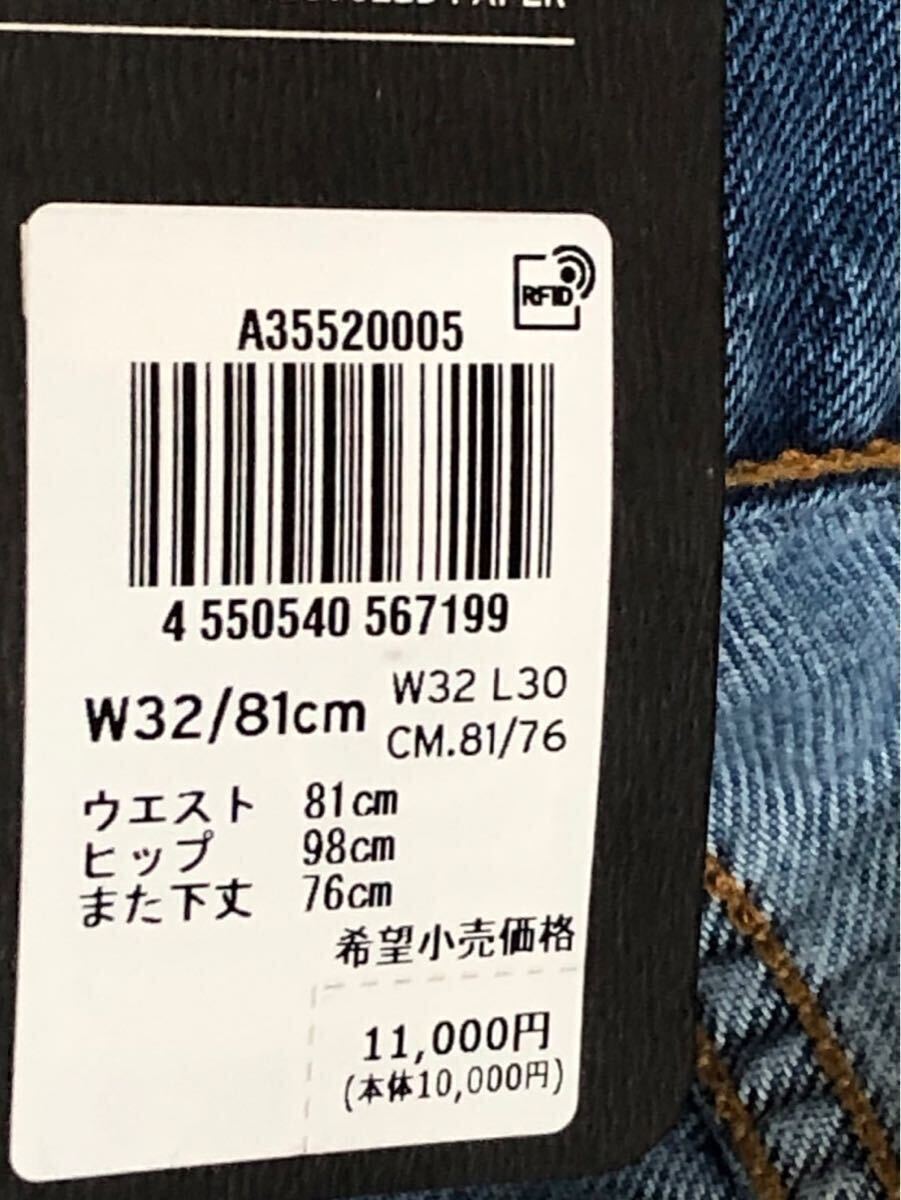 PAPER
RFID
A35520005
4 550540 567199
W32/81cm
W32 L30
CM.81/76
ウエスト 81cm
ヒップ 98cm
また下丈 76cm
希望小売価格
11,000円
(本体10,000円)